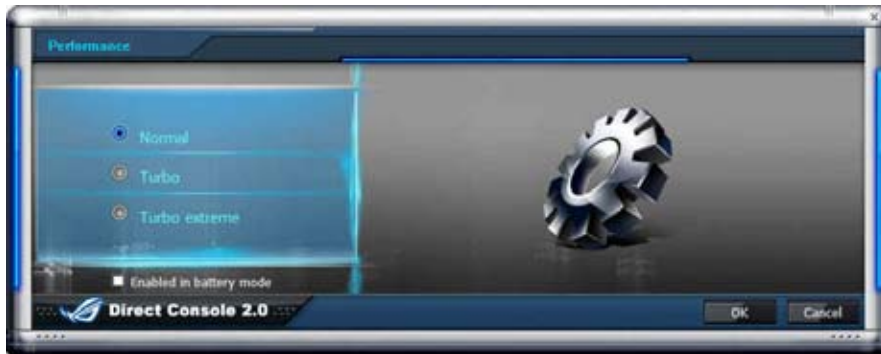 Performance
Normal
Turbo
Turbo extreme
Enabled in battery mode
Direct Console 2.0
OK
Cancel